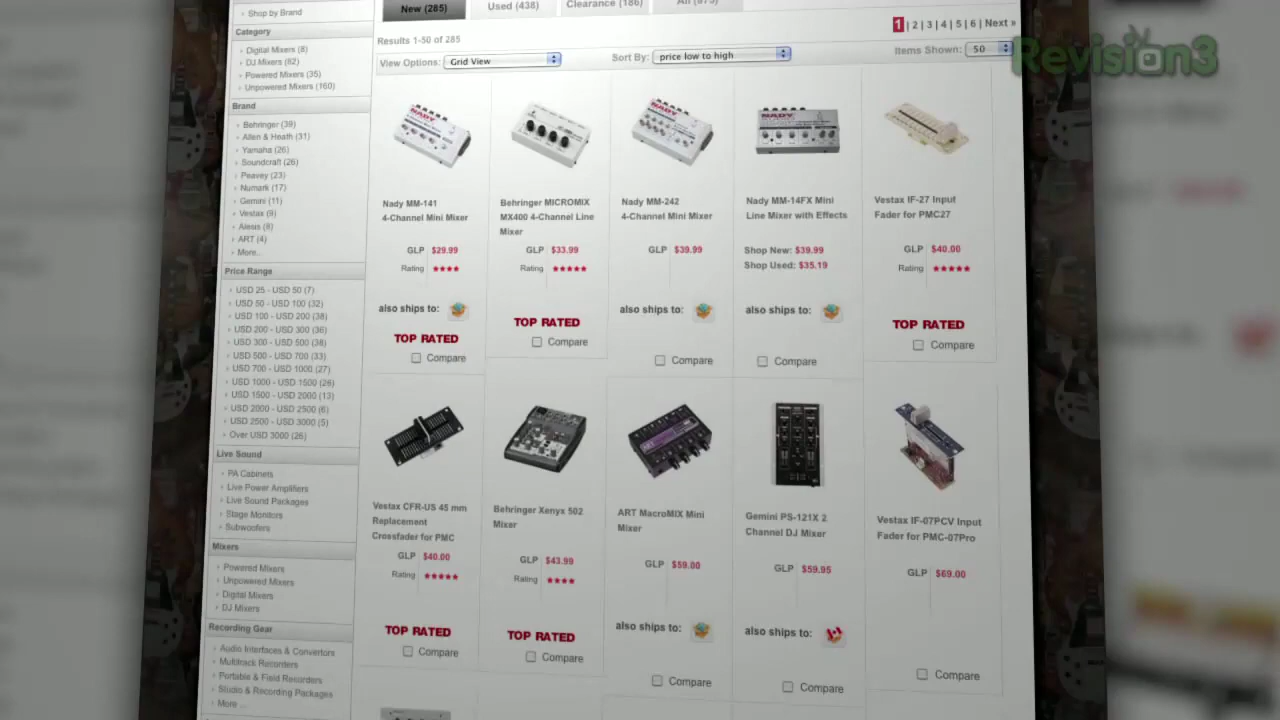 Shop by Brand
Category
Digital Mixers (8)
DJ Mixers (82)
Powered Mixers (35)
Unpowered Mixers (160)
Brand
Behringer (39)
Allen & Heath (31)
Yamaha (26)
Soundcraft (26)
Peavey (23)
Numark (17)
Gemini (11)
Vestax (9)
Alesis (8)
ART (4)
More...
Price Range
USD 25 - USD 50 (7)
USD 50 - USD 100 (32)
USD 100 - USD 200 (38)
USD 200 - USD 300 (36)
USD 300 - USD 500 (38)
USD 500 - USD 700 (33)
USD 700 - USD 1000 (27)
USD 1000 - USD 1500 (26)
USD 1500 - USD 2000 (13)
USD 2000 - USD 2500 (6)
USD 2500 - USD 3000 (5)
Over USD 3000 (26)
Live Sound
PA Cabinets
Live Power Amplifiers
Live Sound Packages
Stage Monitors
Subwoofers
Mixers
Powered Mixers
Unpowered Mixers
Digital Mixers
DJ Mixers
Recording Gear
Audio Interfaces & Convertors
Multitrack Recorders
Portable & Field Recorders
Studio & Recording Packages
More ...
New (285) Used (438) Clearance (186)
Results 1-50 of 285
1 | 2 | 3 | 4 | 5 | 6 | Next »
View Options: Grid View Sort By: price low to high Items Shown: 50
Revision3
Nady MM-141
4-Channel Mini Mixer
GLP $29.99
Rating
also ships to:
TOP RATED
Compare
Behringer MICROMIX
MX400 4-Channel Line
Mixer
GLP $33.99
Rating
TOP RATED
Compare
Nady MM-242
4-Channel Mini Mixer
GLP $39.99
also ships to:
Compare
Nady MM-14FX Mini
Line Mixer with Effects
Shop New: $39.99
Shop Used: $35.19
also ships to:
Compare
Vestax IF-27 Input
Fader for PMC27
GLP $40.00
Rating
TOP RATED
Compare
Vestax CFR-US 45 mm
Replacement
Crossfader for PMC
GLP $40.00
Rating
TOP RATED
Compare
Behringer Xenyx 502
Mixer
GLP $43.99
Rating
TOP RATED
Compare
ART MacroMIX Mini
Mixer
GLP $59.00
also ships to:
Compare
Gemini PS-121X 2
Channel DJ Mixer
GLP $59.95
also ships to:
Compare
Vestax IF-07PCV Input
Fader for PMC-07Pro
GLP $69.00
Compare